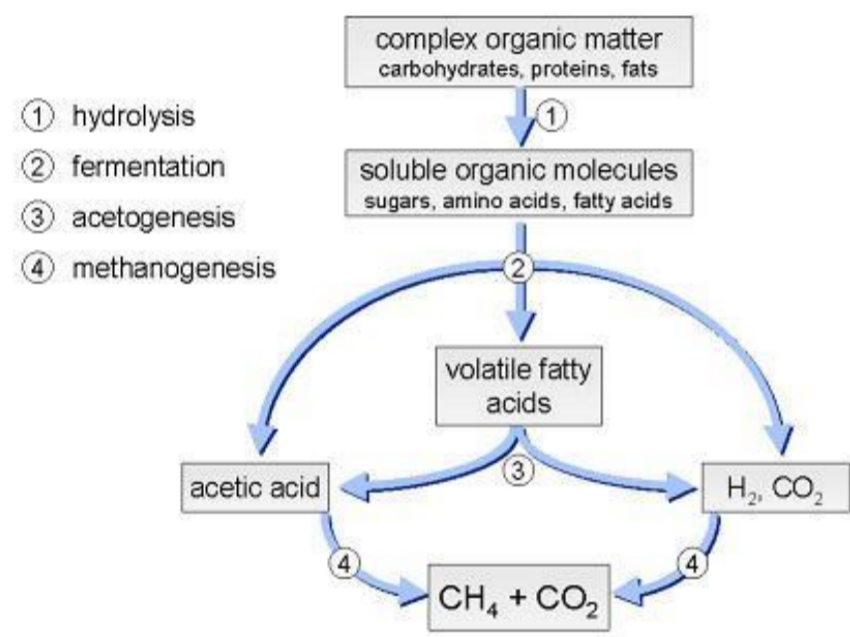 complex organic matter
carbohydrates, proteins, fats
① hydrolysis
①
② fermentation
soluble organic molecules
sugars, amino acids, fatty acids
③ acetogenesis
④ methanogenesis
②
volatile fatty
acids
③
acetic acid
H₂, CO₂
④
④
CH₄ + CO₂